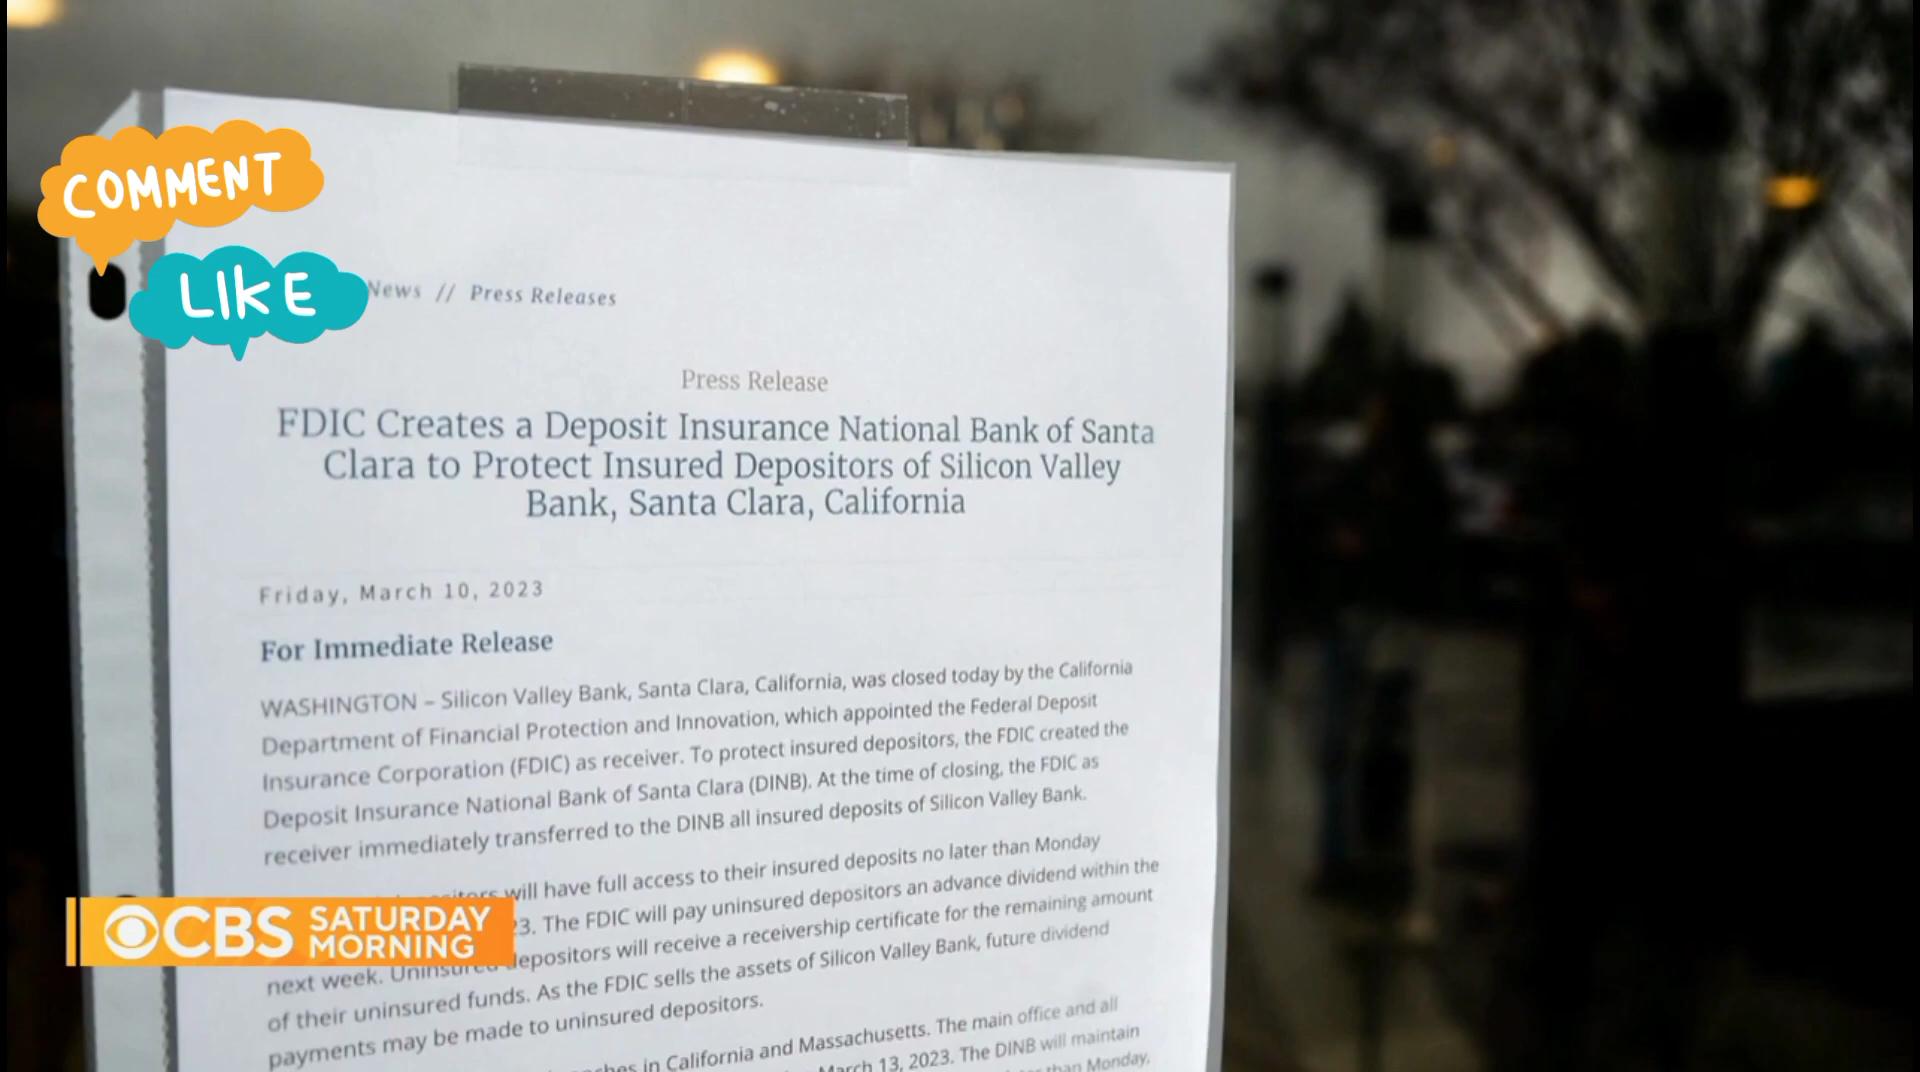 COMMENT
LIKE
News // Press Releases
Press Release
FDIC Creates a Deposit Insurance National Bank of Santa
Clara to Protect Insured Depositors of Silicon Valley
Bank, Santa Clara, California
Friday, March 10, 2023
For Immediate Release
WASHINGTON – Silicon Valley Bank, Santa Clara, California, was closed today by the California
Department of Financial Protection and Innovation, which appointed the Federal Deposit
Insurance Corporation (FDIC) as receiver. To protect insured depositors, the FDIC created the
Deposit Insurance National Bank of Santa Clara (DINB). At the time of closing, the FDIC as
receiver immediately transferred to the DINB all insured deposits of Silicon Valley Bank.
will have full access to their insured deposits no later than Monday
3. The FDIC will pay uninsured depositors an advance dividend within the
next week. Uninsured depositors will receive a receivership certificate for the remaining amount
of their uninsured funds. As the FDIC sells the assets of Silicon Valley Bank, future dividend
payments may be made to uninsured depositors.
in California and Massachusetts. The main office and all
March 13, 2023. The DINB will maintain
than Monday,
CBS SATURDAY
MORNING